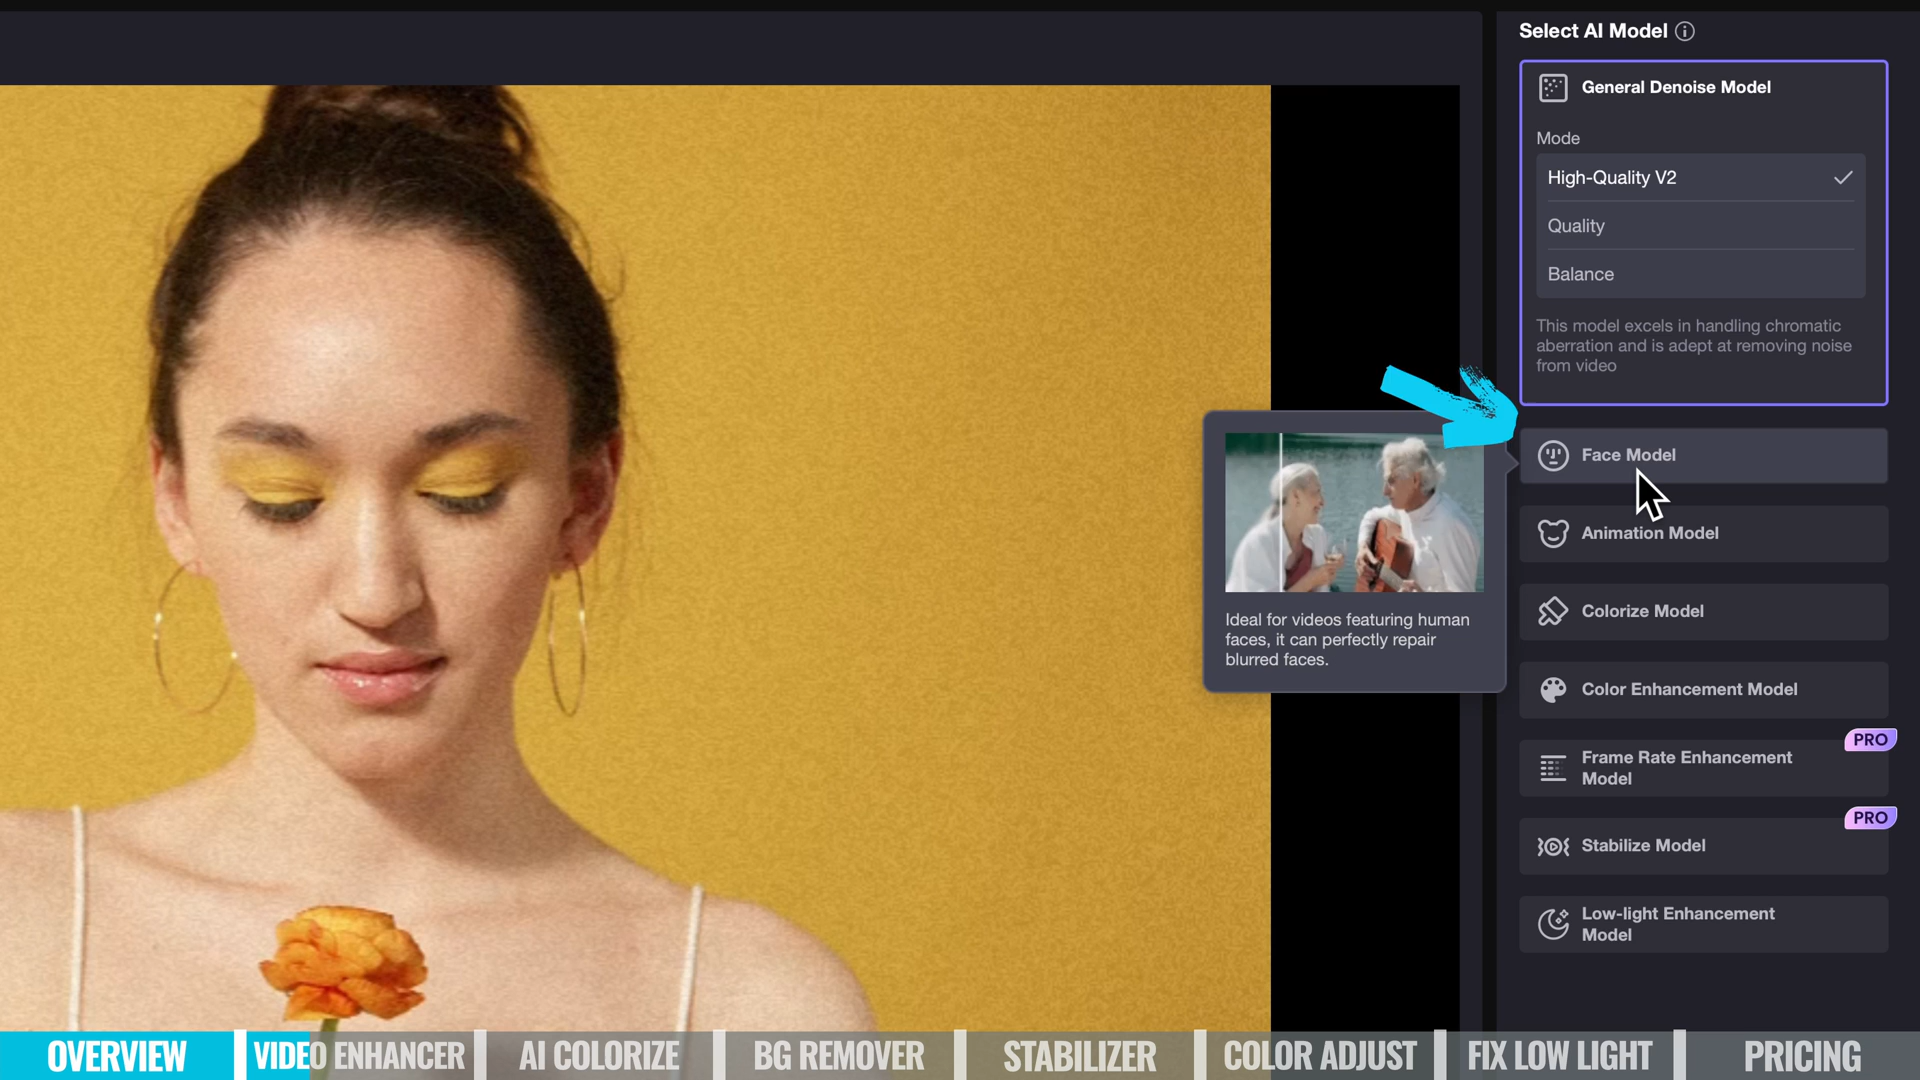 Select AI Model
General Denoise Model
Mode
High-Quality V2
Quality
Balance
This model excels in handling chromatic
aberration and is adept at removing noise
from video
Face Model
Ideal for videos featuring human
faces, it can perfectly repair
blurred faces.
Animation Model
Colorize Model
Color Enhancement Model
PRO
Frame Rate Enhancement
Model
PRO
Stabilize Model
Low-light Enhancement
Model
OVERVIEW
VIDEO ENHANCER
AI COLORIZE
BG REMOVER
STABILIZER
COLOR ADJUST
FIX LOW LIGHT
PRICING